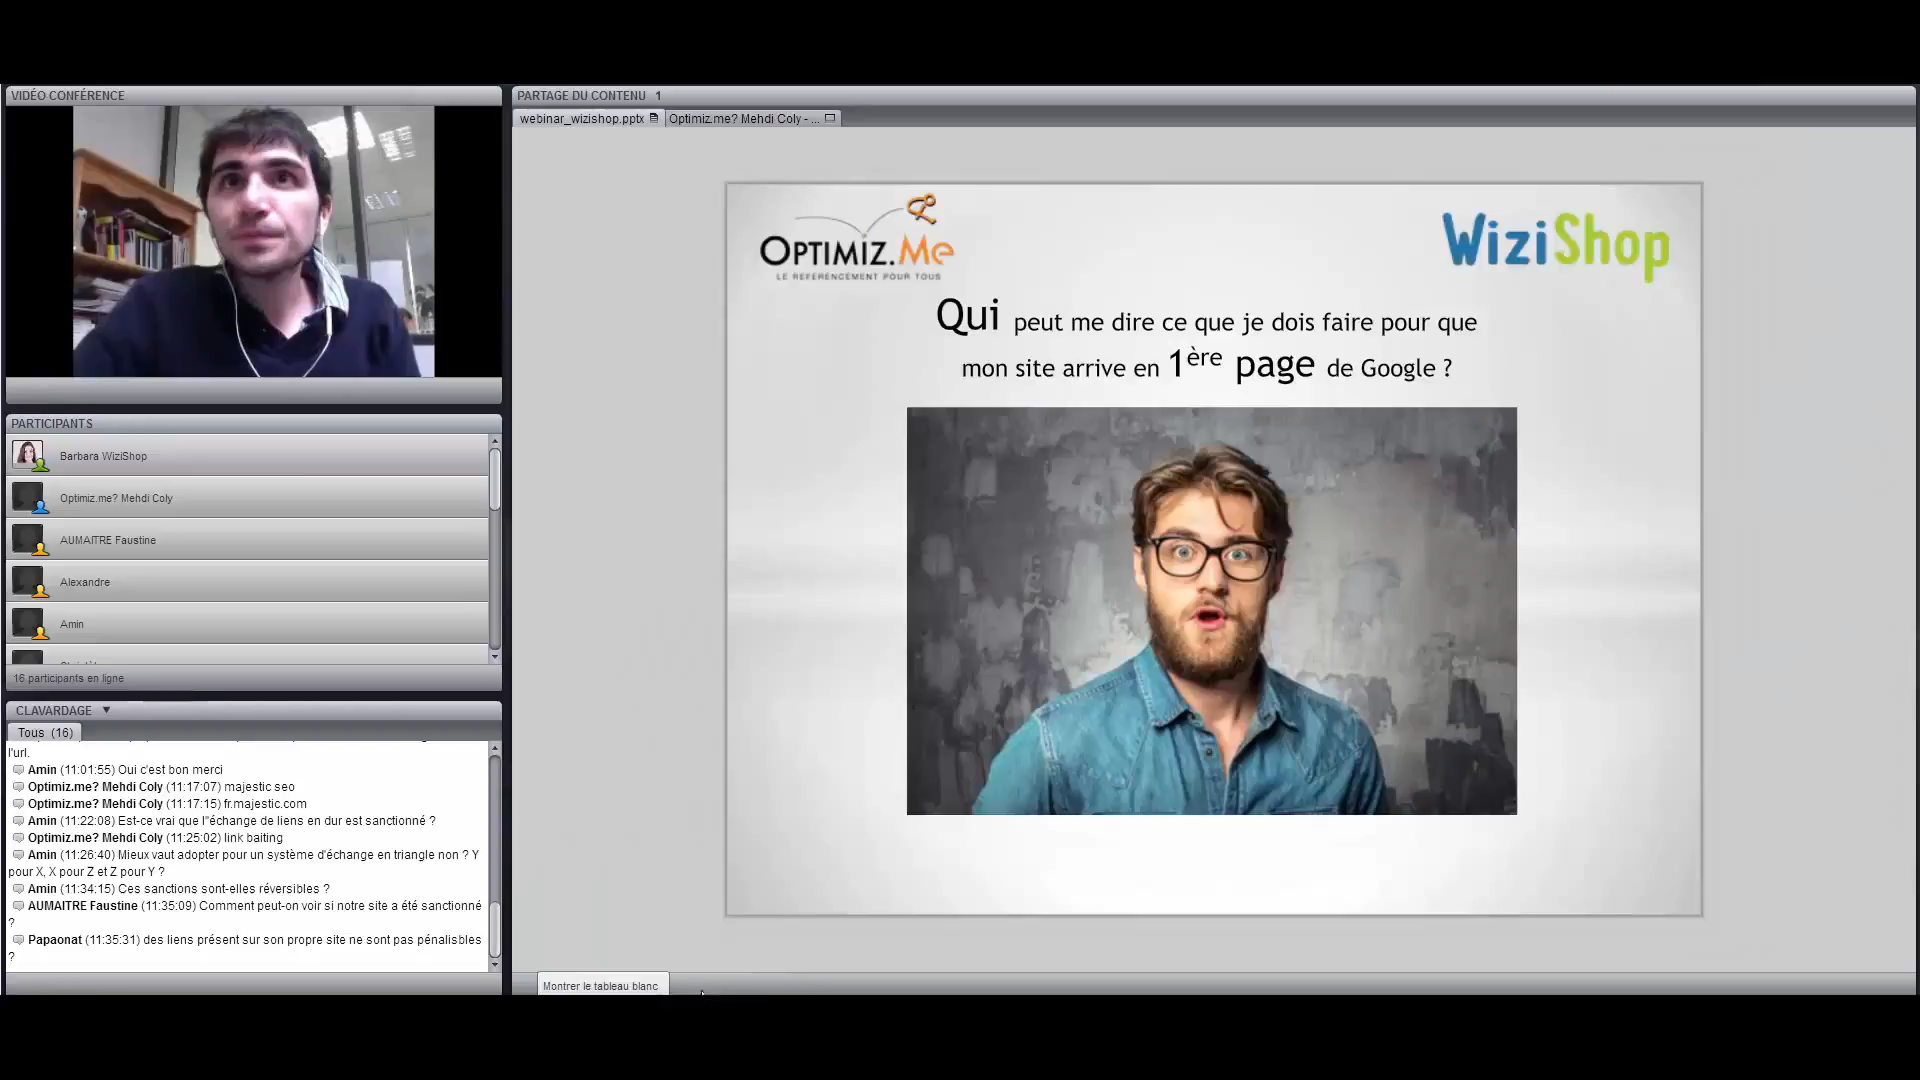 VIDÉO CONFÉRENCE
PARTICIPANTS
Barbara WiziShop
Optimiz.me? Mehdi Coly
AUMAITRE Faustine
Alexandre
Amin
16 participants en ligne
CLAVARDAGE
Tous (16)
l'url.
Amin (11:01:55) Oui c'est bon merci
Optimiz.me? Mehdi Coly (11:17:07) majestic seo
Optimiz.me? Mehdi Coly (11:17:15) fr.majestic.com
Amin (11:22:08) Est-ce vrai que l''échange de liens en dur est sanctionné ?
Optimiz.me? Mehdi Coly (11:25:02) link baiting
Amin (11:26:40) Mieux vaut adopter pour un système d'échange en triangle non ? Y
pour X, X pour Z et Z pour Y ?
Amin (11:34:15) Ces sanctions sont-elles réversibles ?
AUMAITRE Faustine (11:35:09) Comment peut-on voir si notre site a été sanctionné
?
Papaonat (11:35:31) des liens présent sur son propre site ne sont pas pénalisbles
?
PARTAGE DU CONTENU 1
webinar_wizishop.pptx
Optimiz.me? Mehdi Coly - ...
OPTIMIZ.Me
LE REFERENCEMENT POUR TOUS
WiziShop
Qui peut me dire ce que je dois faire pour que
mon site arrive en 1ère page de Google ?
Montrer le tableau blanc